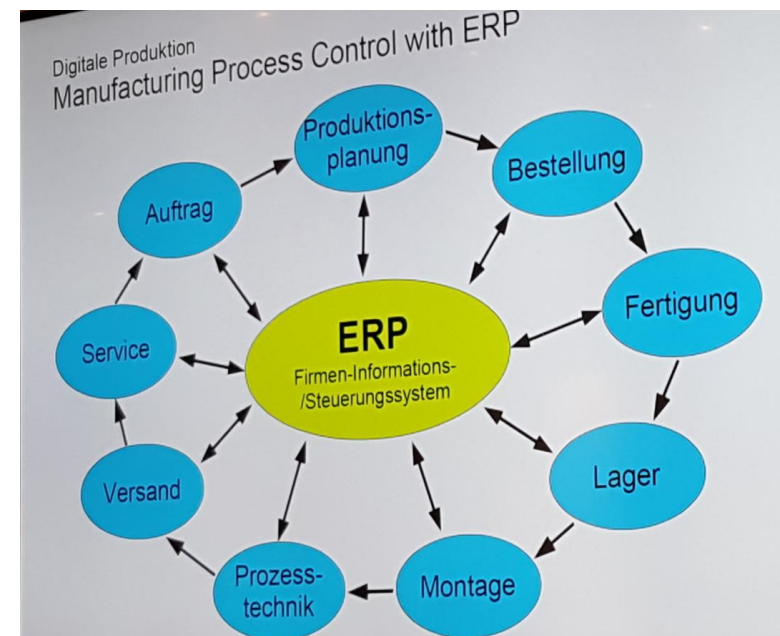 Digitale Produktion
Manufacturing Process Control with ERP
Produktions-
planung
Bestellung
Auftrag
Fertigung
ERP
Firmen-Informations-
/Steuerungssystem
Service
Lager
Versand
Prozess-
technik
Montage